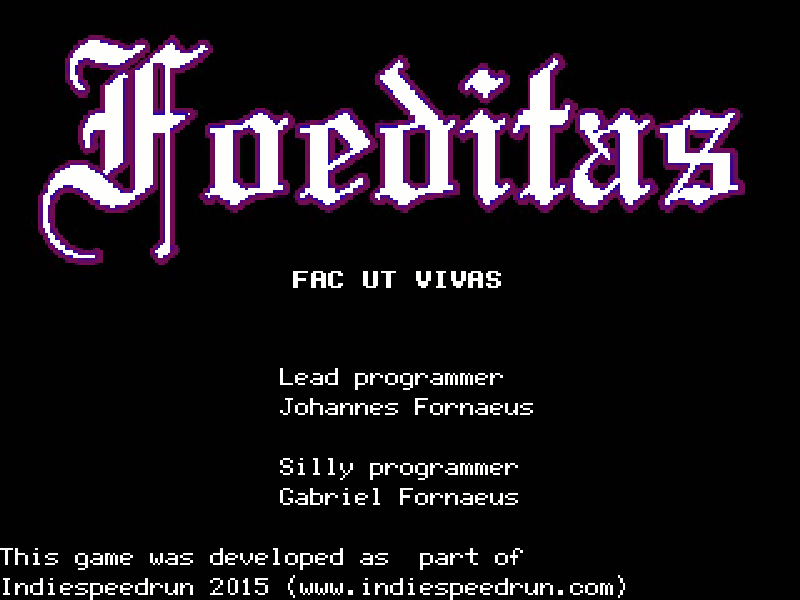 Foeditas
FAC UT VIVAS
Lead programmer
Johannes Fornaeus
Silly programmer
Gabriel Fornaeus
This game was developed as  part of
Indiespeedrun 2015 (www.indiespeedrun.com)